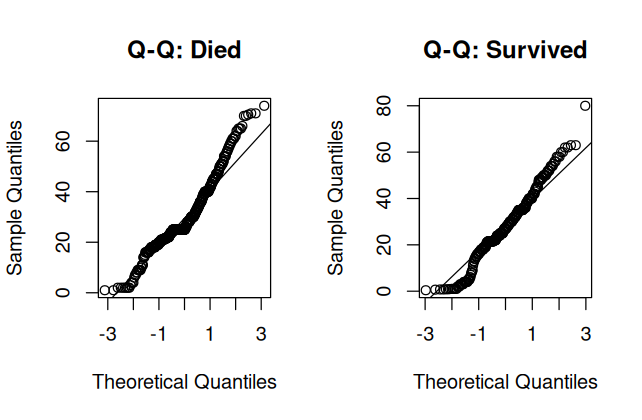 Q-Q: Died
Sample Quantiles
0 20 40 60
-3 -1 1 3
Theoretical Quantiles
Q-Q: Survived
Sample Quantiles
0 20 40 60 80
-3 -1 1 3
Theoretical Quantiles